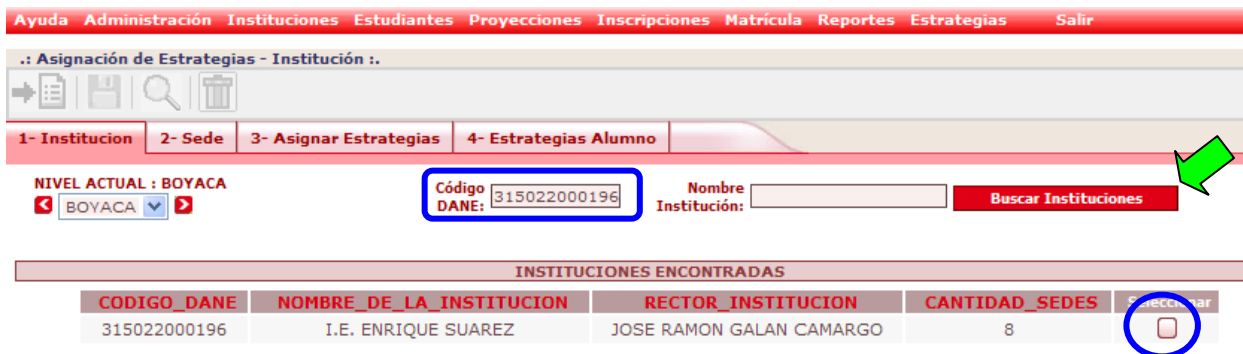 Ayuda Administración Instituciones Estudiantes Proyecciones Inscripciones Matrícula Reportes Estrategias Salir
.: Asignación de Estrategias - Institución :.
1- Institucion 2- Sede 3- Asignar Estrategias 4- Estrategias Alumno
NIVEL ACTUAL : BOYACA
BOYACA
Código DANE: 315022000196
Nombre Institución:
Buscar Instituciones
INSTITUCIONES ENCONTRADAS
CODIGO_DANE NOMBRE_DE_LA_INSTITUCION RECTOR_INSTITUCION CANTIDAD_SEDES Seleccionar
315022000196 I.E. ENRIQUE SUAREZ JOSE RAMON GALAN CAMARGO 8